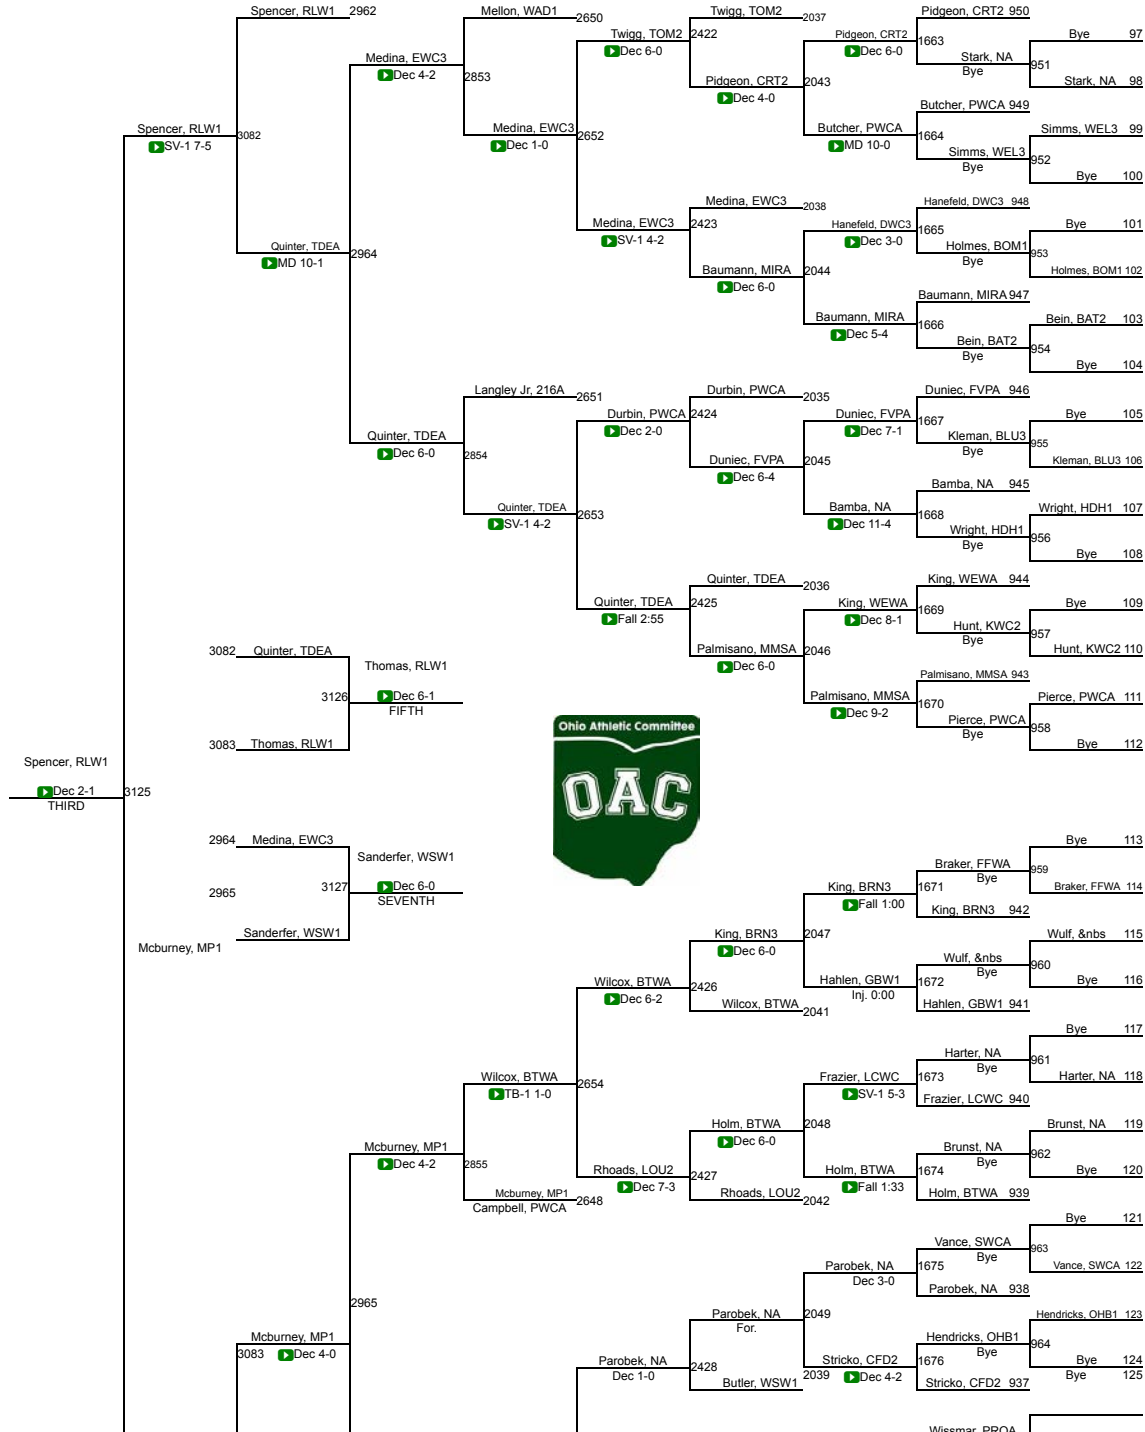 Spencer, RLW1 2962
Mellon, WAD1
2650
Twigg, TOM2
2037
Pidgeon, CRT2 950
Bye 97
Twigg, TOM2 2422
Dec 6-0
Pidgeon, CRT2
Dec 6-0
1663
Stark, NA
Bye
951
Stark, NA 98
Medina, EWC3
Dec 4-2
2853
Pidgeon, CRT2 2043
Dec 4-0
Butcher, PWCA 949
Simms, WEL3 99
Spencer, RLW1
SV-1 7-5
3082
Medina, EWC3
Dec 1-0
2652
Butcher, PWCA
MD 10-0
1664
Simms, WEL3
Bye
952
Bye 100
Medina, EWC3
2038
Hanefeld, DWC3 948
Bye 101
Medina, EWC3 2423
SV-1 4-2
Hanefeld, DWC3
Dec 3-0
1665
Holmes, BOM1
Bye
953
Holmes, BOM1 102
Quinter, TDEA
MD 10-1
2964
Baumann, MIRA 2044
Dec 6-0
Baumann, MIRA 947
Bein, BAT2 103
Baumann, MIRA
Dec 5-4
1666
Bein, BAT2
Bye
954
Bye 104
Langley Jr, 216A
2651
Durbin, PWCA
2035
Duniec, FVPA 946
Bye 105
Durbin, PWCA 2424
Dec 2-0
Duniec, FVPA
Dec 7-1
1667
Kleman, BLU3
Bye
955
Kleman, BLU3 106
Quinter, TDEA
Dec 6-0
2854
Duniec, FVPA 2045
Dec 6-4
Bamba, NA 945
Wright, HDH1 107
Quinter, TDEA
SV-1 4-2
2653
Bamba, NA
Dec 11-4
1668
Wright, HDH1
Bye
956
Bye 108
Quinter, TDEA
2036
King, WEWA 944
Bye 109
Quinter, TDEA 2425
Fall 2:55
King, WEWA
Dec 8-1
1669
Hunt, KWC2
Bye
957
Hunt, KWC2 110
3082 Quinter, TDEA
Palmisano, MMSA 2046
Dec 6-0
Palmisano, MMSA 943
Thomas, RLW1
3126
Dec 6-1
FIFTH
Palmisano, MMSA
Dec 9-2
1670
Pierce, PWCA
Bye
958
Pierce, PWCA 111
Bye 112
3083 Thomas, RLW1
Ohio Athletic Committee
OAC
Spencer, RLW1
Dec 2-1
THIRD
3125
2964 Medina, EWC3
Sanderfer, WSW1
3127
Dec 6-0
SEVENTH
2965
Sanderfer, WSW1
Mcburney, MP1
Bye 113
Braker, FFWA
Bye
959
Braker, FFWA 114
King, BRN3
Fall 1:00
1671
King, BRN3 942
King, BRN3
Dec 6-0
2047
Wulf, &nbs 115
Wulf, &nbs
Bye
960
Bye 116
Hahlen, GBW1
Inj. 0:00
1672
Hahlen, GBW1 941
Wilcox, BTWA
Dec 6-2
2426
Wilcox, BTWA
2041
Bye 117
Harter, NA
Bye
961
Harter, NA 118
Wilcox, BTWA
TB-1 1-0
2654
Frazier, LCWC
SV-1 5-3
1673
Frazier, LCWC 940
Holm, BTWA
Dec 6-0
2048
Brunst, NA 119
Mcburney, MP1
Dec 4-2
2855
Brunst, NA
Bye
962
Bye 120
Rhoads, LOU2 2427
Dec 7-3
Holm, BTWA
Fall 1:33
1674
Holm, BTWA 939
Mcburney, MP1
Campbell, PWCA
2648
Rhoads, LOU2 2042
Bye 121
Vance, SWCA
Bye
963
Vance, SWCA 122
Parobek, NA
Dec 3-0
1675
Parobek, NA 938
2965
Parobek, NA
For.
2049
Hendricks, OHB1 123
Mcburney, MP1
3083
Dec 4-0
Hendricks, OHB1
Bye
964
Bye 124
Parobek, NA
Dec 1-0
2428
Stricko, CFD2
Dec 4-2
1676
Bye 125
Butler, WSW1 2039
Stricko, CFD2 937